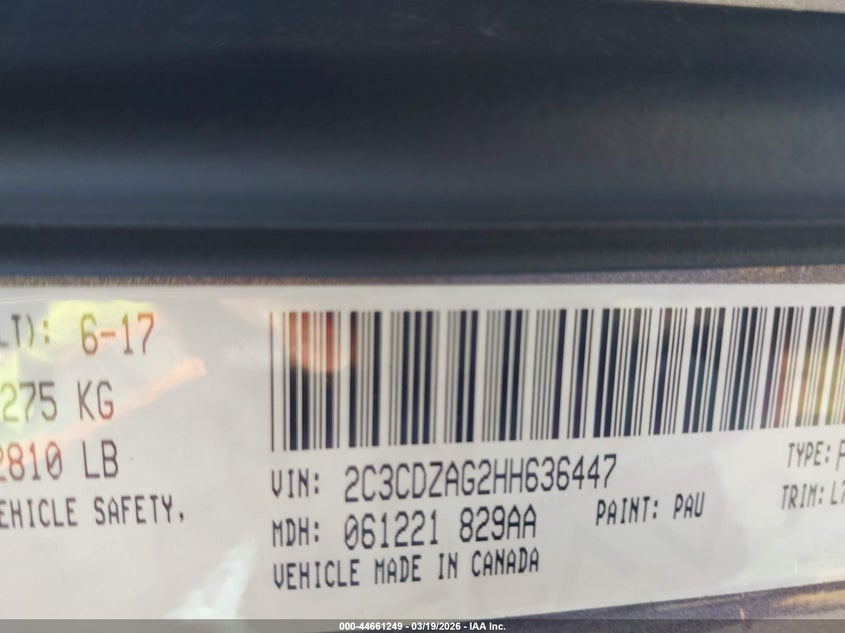 LT): 6-17
275 KG
2810 LB
EHICLE SAFETY,
VIN: 2C3CDZAG2HH636447
TYPE:
MDH: 061221 829AA
PAINT: PAU
TRIM: L7
VEHICLE MADE IN CANADA
000-44661249 - 03/19/2026 - IAA Inc.